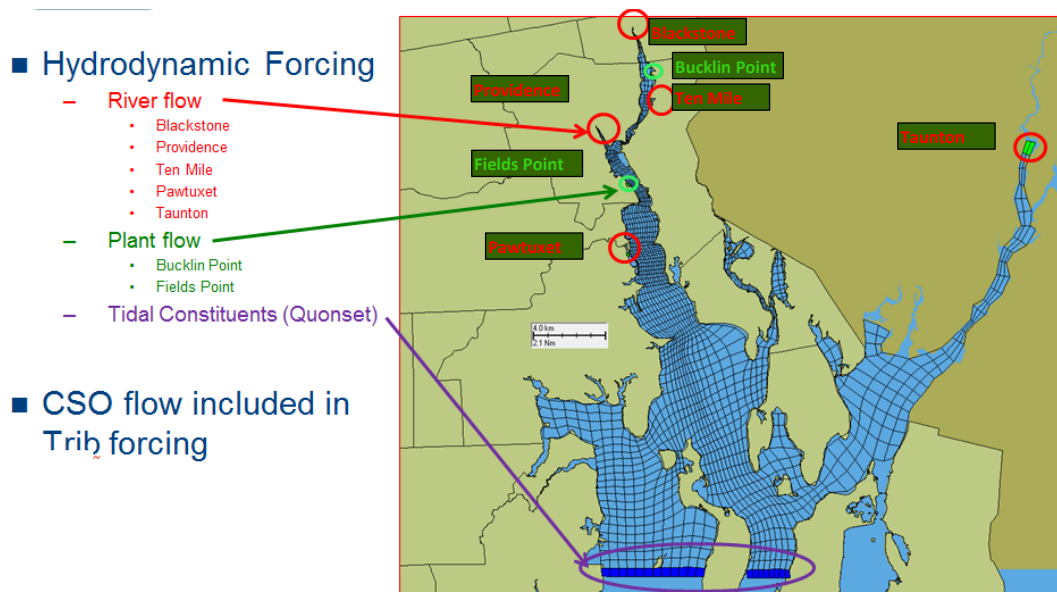 ■ Hydrodynamic Forcing
– River flow
• Blackstone
• Providence
• Ten Mile
• Pawtuxet
• Taunton
– Plant flow
• Bucklin Point
• Fields Point
– Tidal Constituents (Quonset)
■ CSO flow included in
Trib forcing
Blackstone
Bucklin Point
Providence
Ten Mile
Taunton
Fields Point
Pawtuxet
4.0 km
2.1 Nm